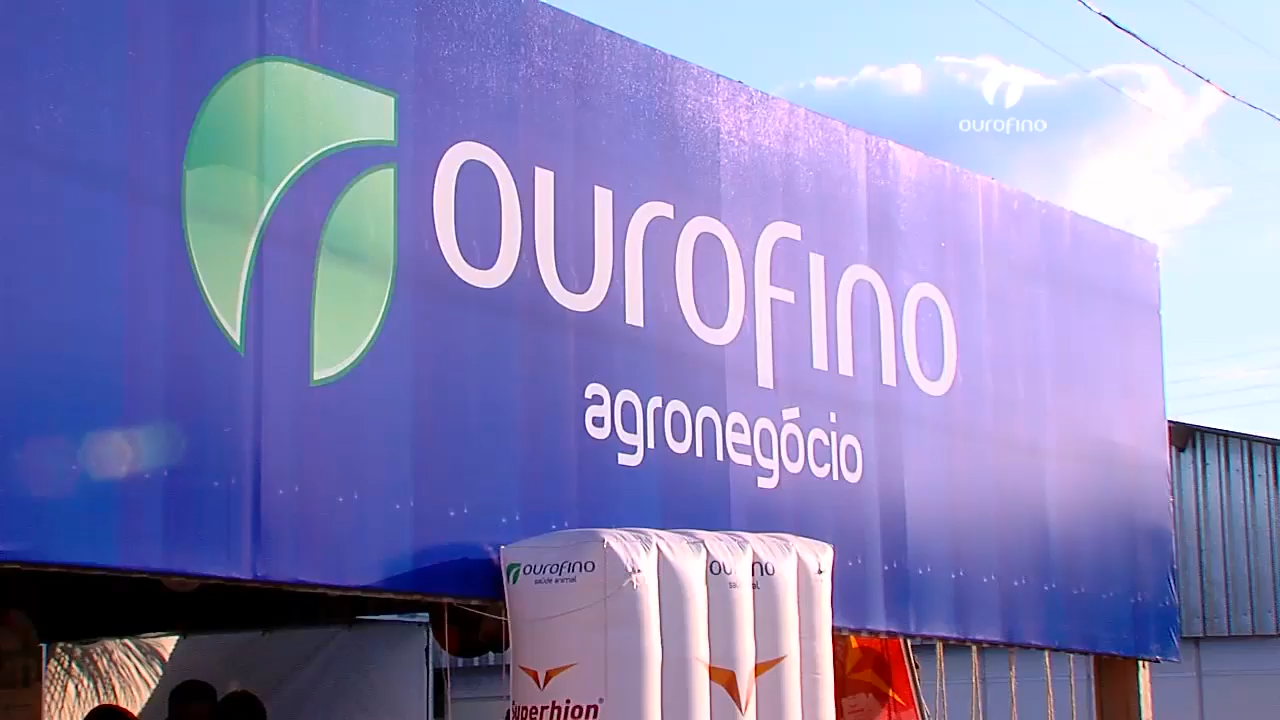 ourofino
ourofino
agronegócio
ourofino
saúde animal
Superhion®